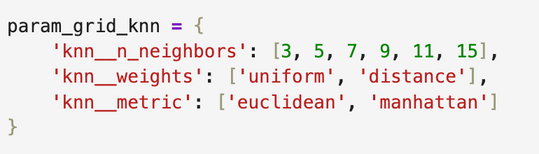 param_grid_knn = {
    'knn__n_neighbors': [3, 5, 7, 9, 11, 15],
    'knn__weights': ['uniform', 'distance'],
    'knn__metric': ['euclidean', 'manhattan']
}